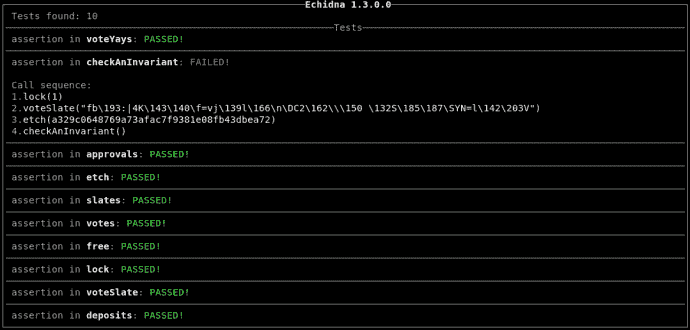 Echidna 1.3.0.0
Tests found: 10
Tests
assertion in voteYays: PASSED!
assertion in checkAnInvariant: FAILED!
Call sequence:
1.lock(1)
2.voteSlate("fb\193:|4K\143\140\f=vj\139l\166\n\DC2\162\\\150 \132S\185\187\SYN=l\142\203V")
3.etch(a329c0648769a73afac7f9381e08fb43dbea72)
4.checkAnInvariant()
assertion in approvals: PASSED!
assertion in etch: PASSED!
assertion in slates: PASSED!
assertion in votes: PASSED!
assertion in free: PASSED!
assertion in lock: PASSED!
assertion in voteSlate: PASSED!
assertion in deposits: PASSED!